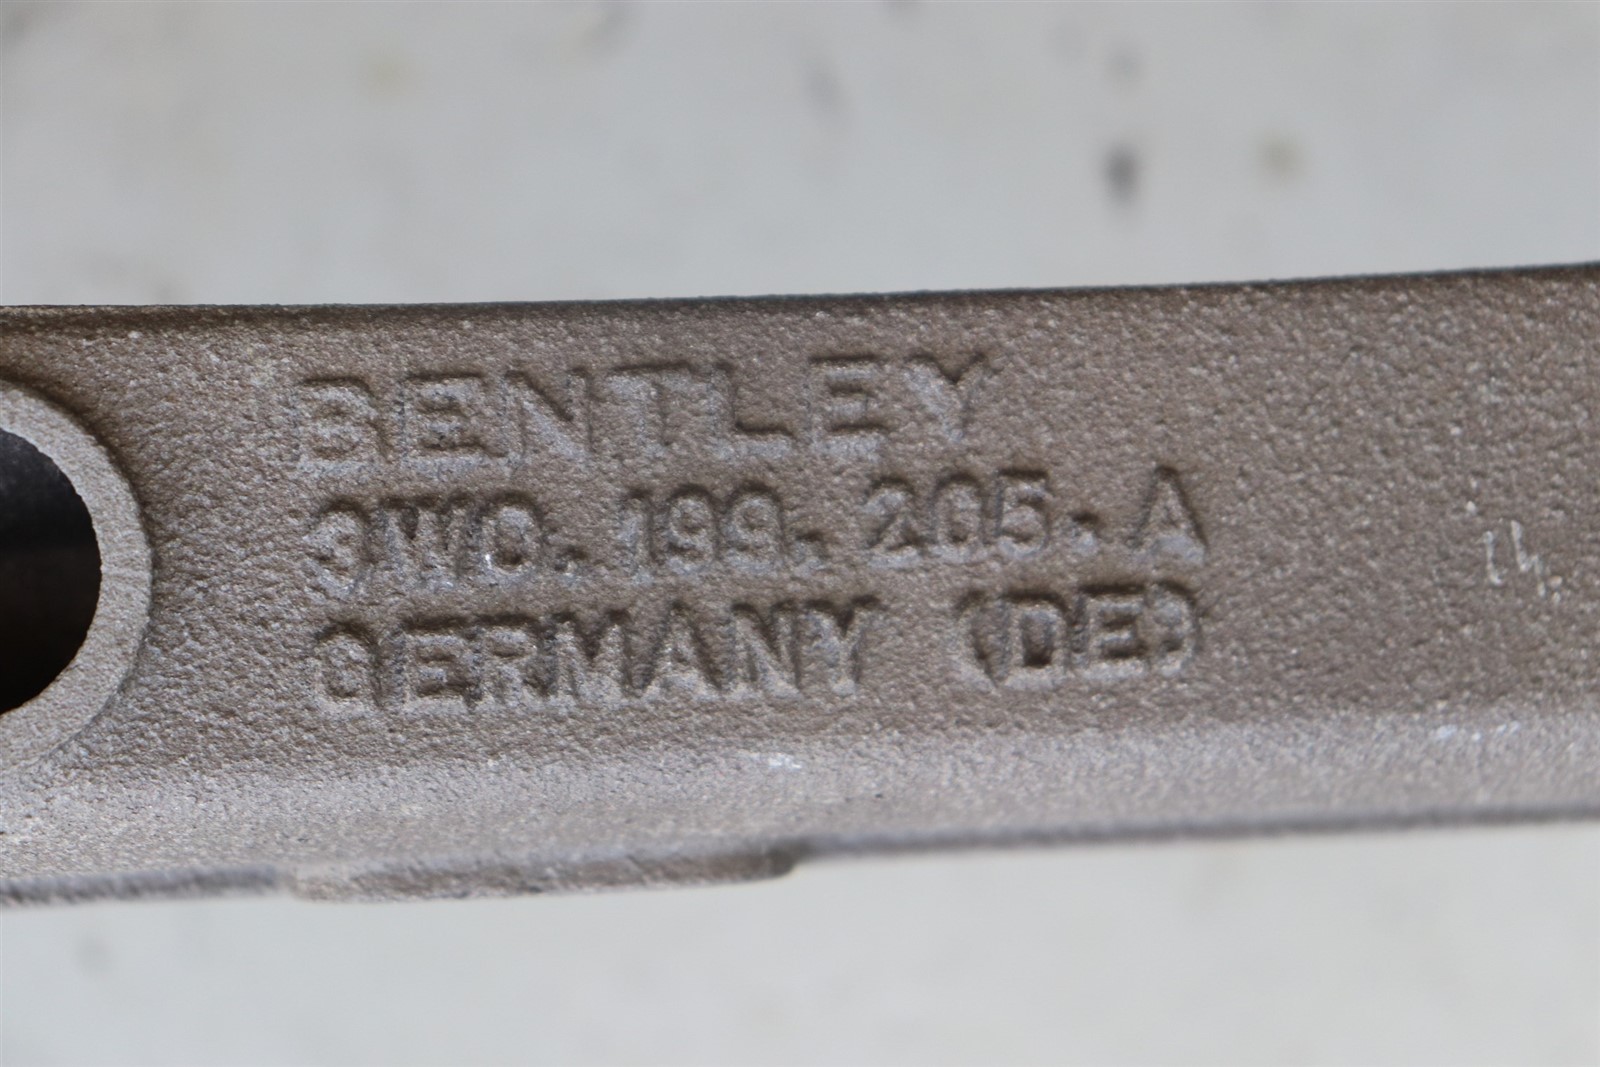 BENTLEY
3W0.199.205.A
GERMANY (DE)